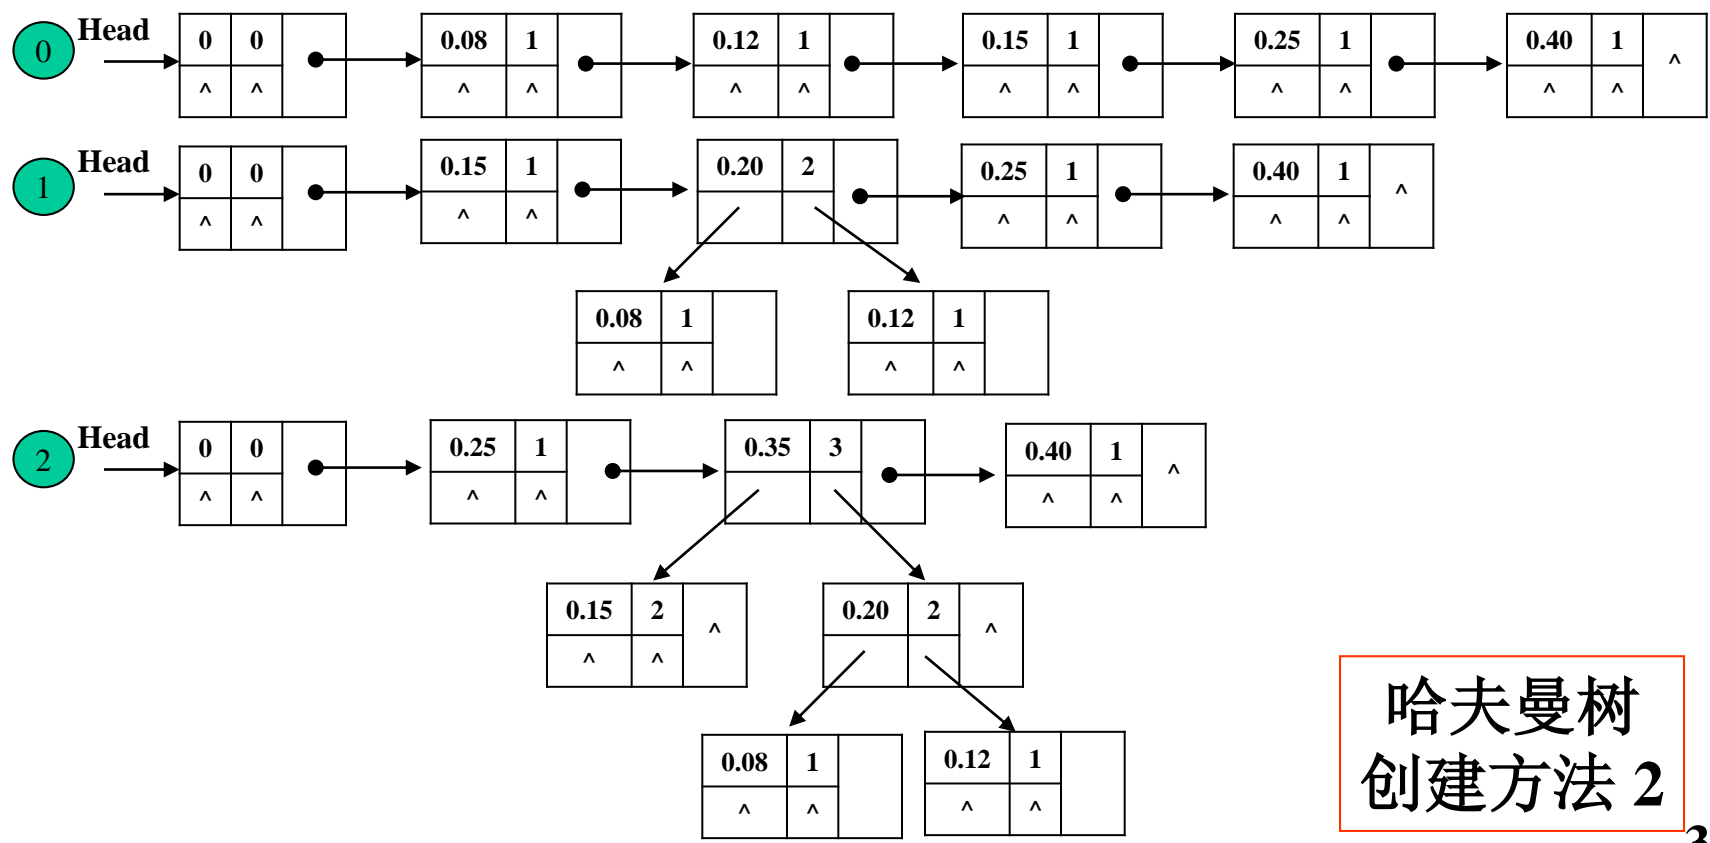 0 Head 0 0 0.08 1 0.12 1 0.15 1 0.25 1 0.40 1 ^
^ ^ ^ ^ ^ ^ ^ ^ ^ ^ ^ ^
1 Head 0 0 0.15 1 0.20 2 0.25 1 0.40 1 ^
^ ^ ^ ^ ^ ^ ^ ^
0.08 1 0.12 1
^ ^ ^ ^
2 Head 0 0 0.25 1 0.35 3 0.40 1 ^
^ ^ ^ ^ ^ ^
0.15 2 ^ 0.20 2 ^
^ ^
0.08 1 0.12 1
^ ^ ^ ^
哈夫曼树
创建方法 2
3